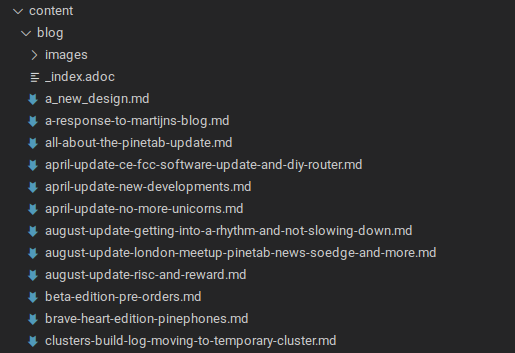 content
blog
images
_index.adoc
a_new_design.md
a-response-to-martijns-blog.md
all-about-the-pinetab-update.md
april-update-ce-fcc-software-update-and-diy-router.md
april-update-new-developments.md
april-update-no-more-unicorns.md
august-update-getting-into-a-rhythm-and-not-slowing-down.md
august-update-london-meetup-pinetab-news-soedge-and-more.md
august-update-risc-and-reward.md
beta-edition-pre-orders.md
brave-heart-edition-pinephones.md
clusters-build-log-moving-to-temporary-cluster.md